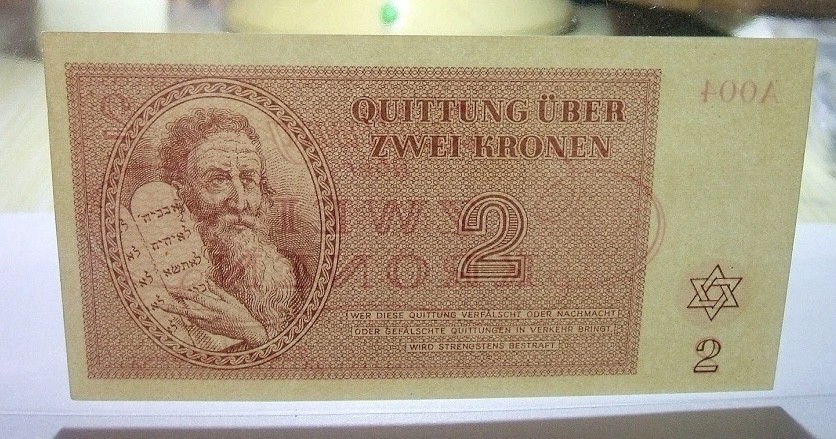 QUITTUNG ÜBER
ZWEI KRONEN
2
WER DIESE QUITTUNG VERFÄLSCHT ODER NACHMACHT
ODER GEFÄLSCHTE QUITTUNGEN IN VERKEHR BRINGT,
WIRD STRENGSTENS BESTRAFT!
A004
2